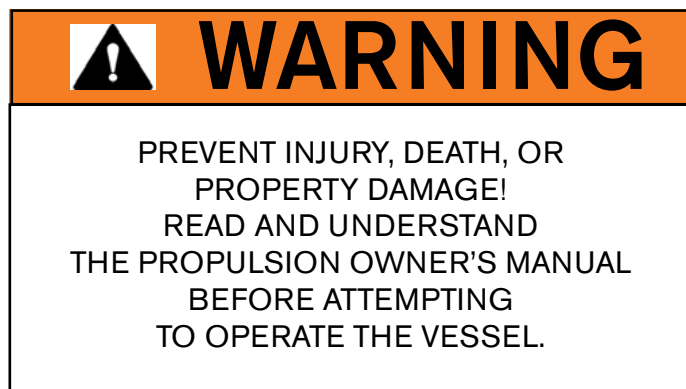 WARNING
PREVENT INJURY, DEATH, OR
PROPERTY DAMAGE!
READ AND UNDERSTAND
THE PROPULSION OWNER'S MANUAL
BEFORE ATTEMPTING
TO OPERATE THE VESSEL.